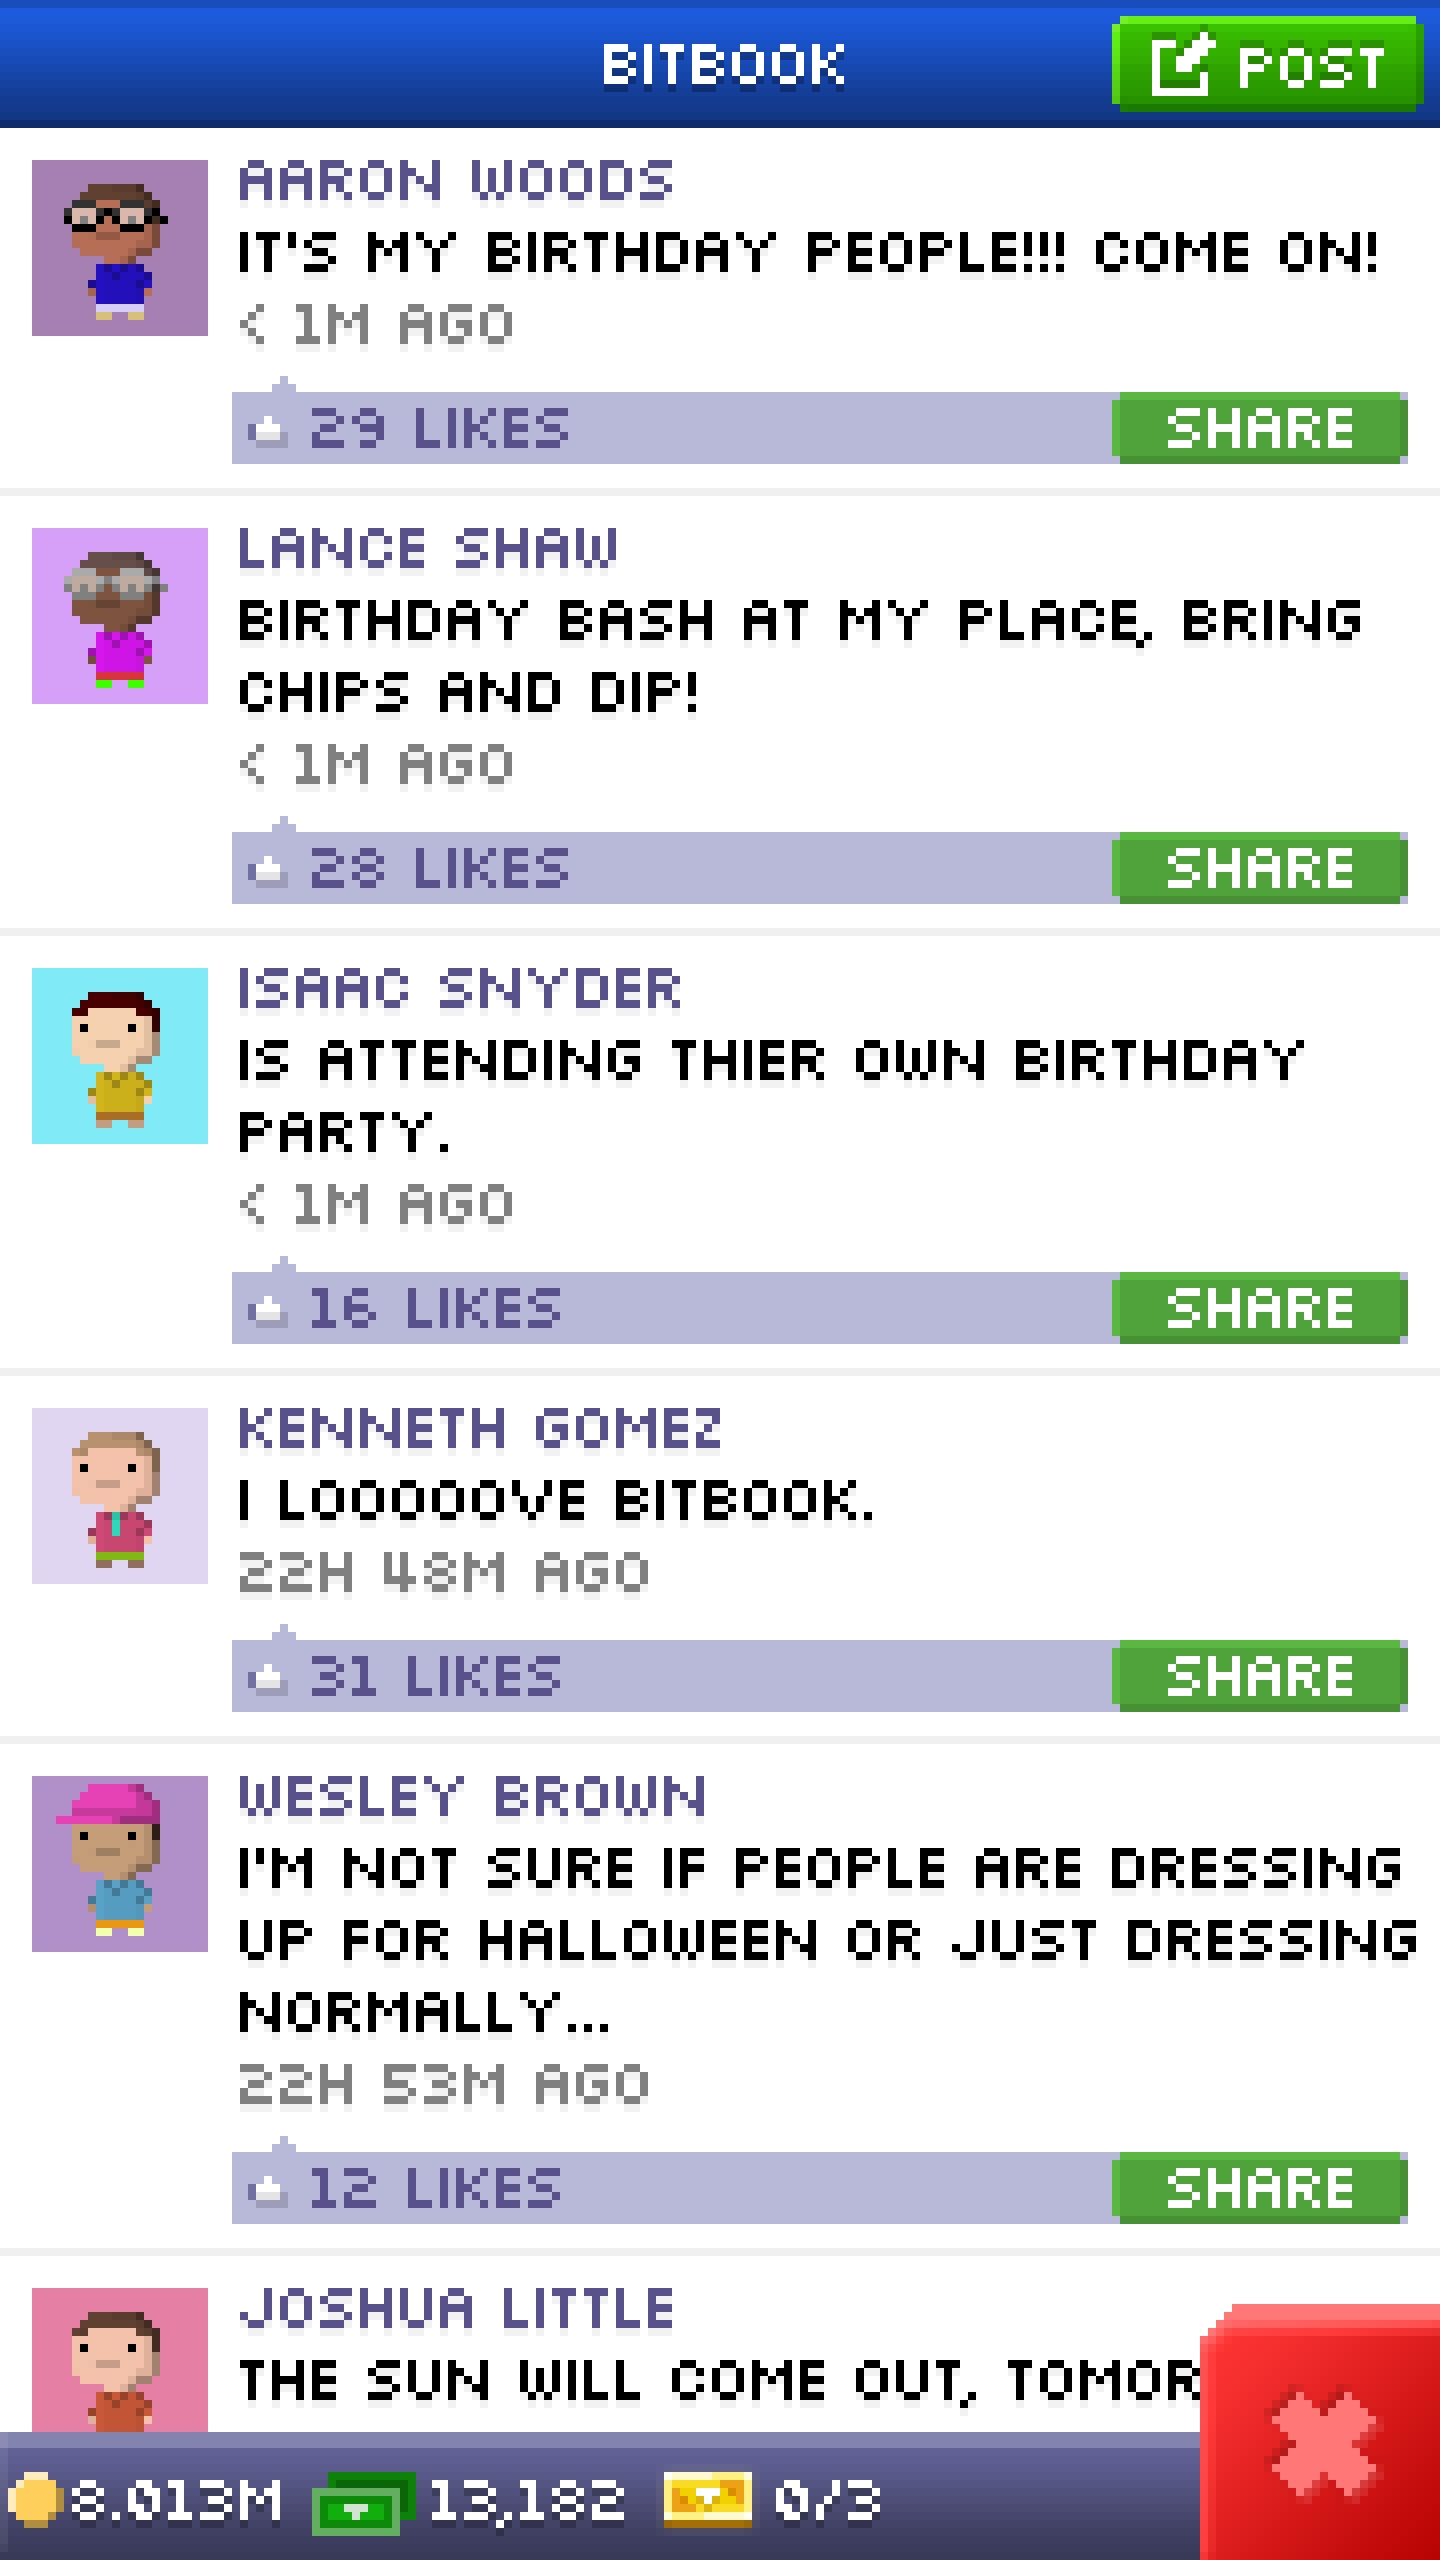 BITBOOK
POST
AARON WOODS
IT'S MY BIRTHDAY PEOPLE!!! COME ON!
< 1M AGO
29 LIKES
SHARE
LANCE SHAW
BIRTHDAY BASH AT MY PLACE, BRING
CHIPS AND DIP!
< 1M AGO
28 LIKES
SHARE
ISAAC SNYDER
IS ATTENDING THIER OWN BIRTHDAY
PARTY.
< 1M AGO
16 LIKES
SHARE
KENNETH GOMEZ
I LOOOOOVE BITBOOK.
22H 48M AGO
31 LIKES
SHARE
WESLEY BROWN
I'M NOT SURE IF PEOPLE ARE DRESSING
UP FOR HALLOWEEN OR JUST DRESSING
NORMALLY...
22H 53M AGO
12 LIKES
SHARE
JOSHUA LITTLE
THE SUN WILL COME OUT, TOMOR
8.013M
13,182
0/3